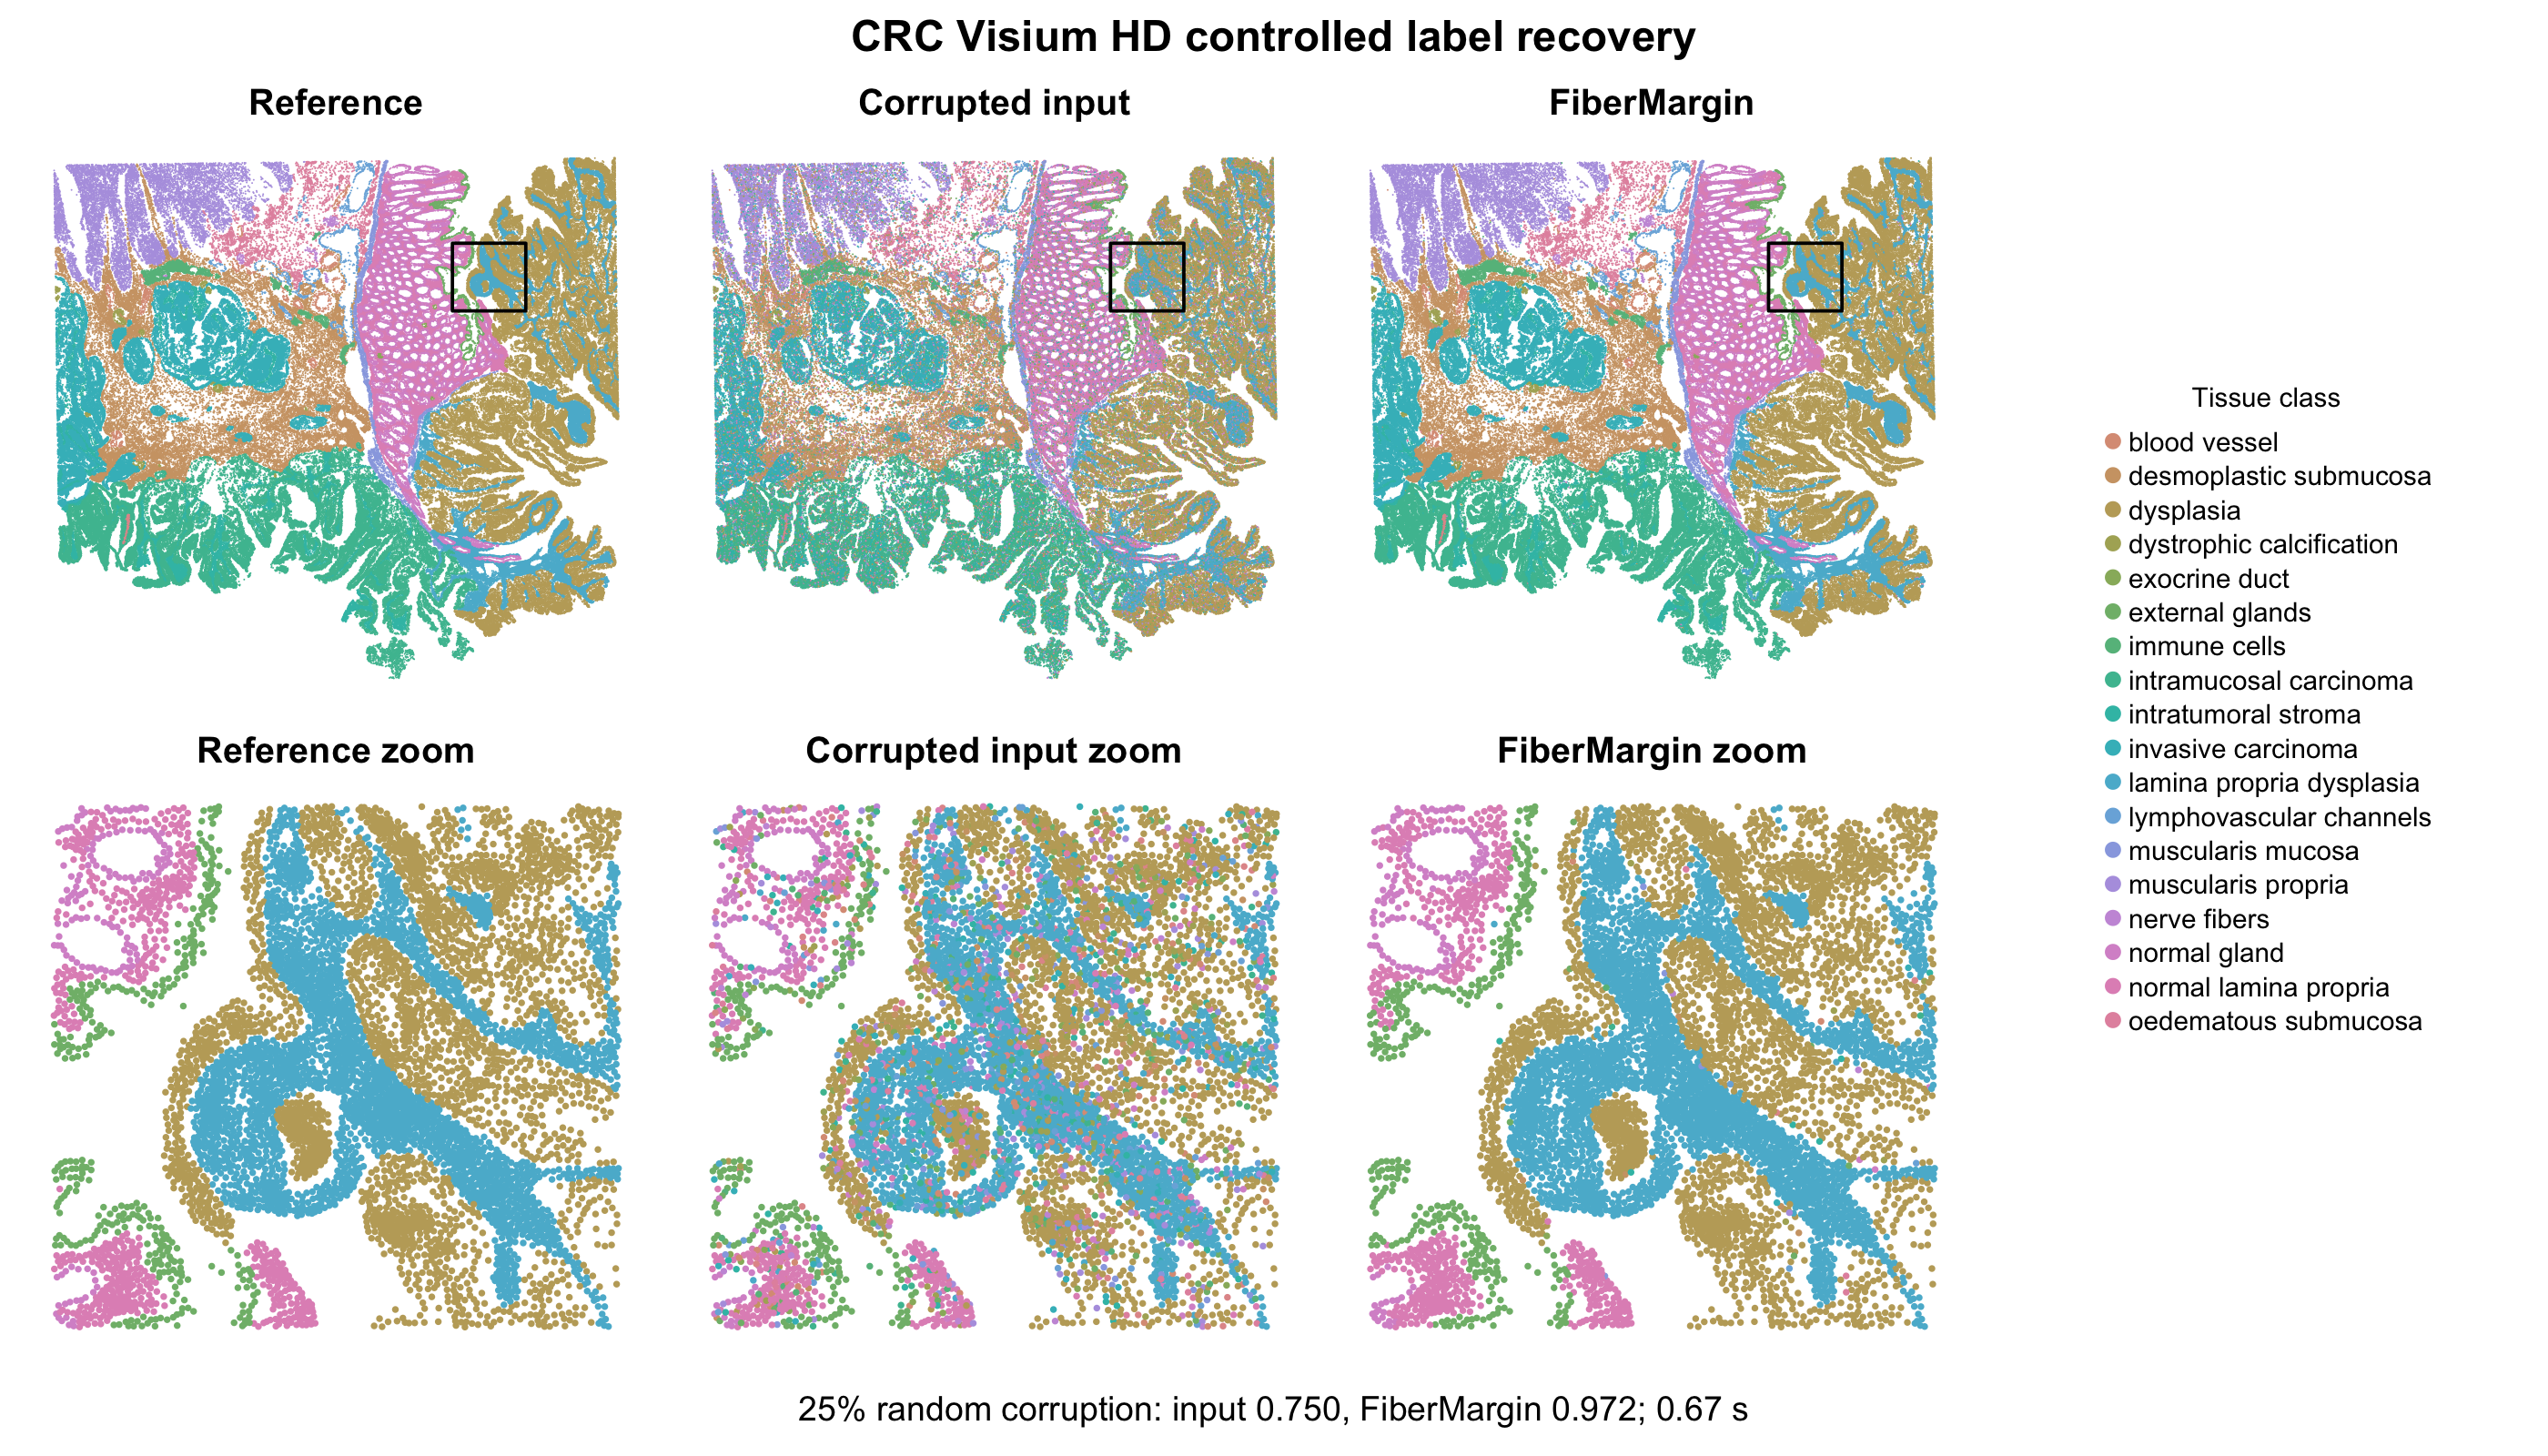 CRC Visium HD controlled label recovery
Reference
Corrupted input
FiberMargin
Reference zoom
Corrupted input zoom
FiberMargin zoom
Tissue class
blood vessel
desmoplastic submucosa
dysplasia
dystrophic calcification
exocrine duct
external glands
immune cells
intramucosal carcinoma
intratumoral stroma
invasive carcinoma
lamina propria dysplasia
lymphovascular channels
muscularis mucosa
muscularis propria
nerve fibers
normal gland
normal lamina propria
oedematous submucosa
25% random corruption: input 0.750, FiberMargin 0.972; 0.67 s